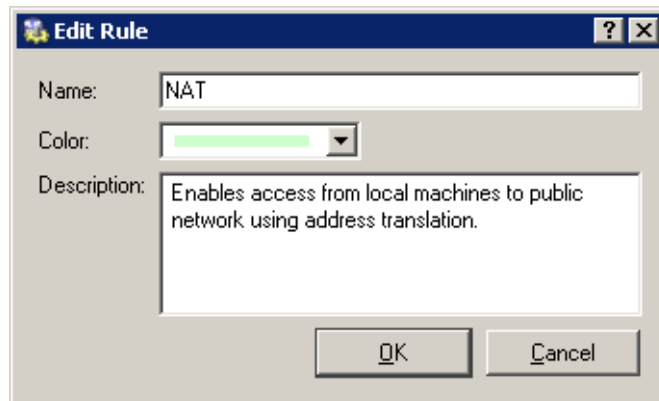 Edit Rule
Name:
NAT
Color:
Description:
Enables access from local machines to public
network using address translation.
OK
Cancel